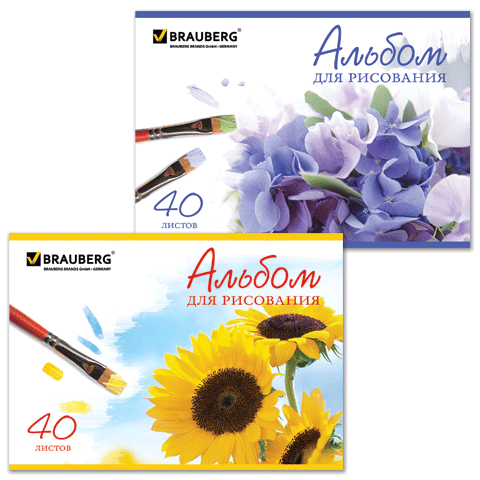 BRAUBERG®
BRAUBERG BRANDS GmbH • GERMANY
Альбом
ДЛЯ РИСОВАНИЯ
40
ЛИСТОВ
BRAUBERG®
BRAUBERG BRANDS GmbH • GERMANY
Альбом
ДЛЯ РИСОВАНИЯ
40
ЛИСТОВ